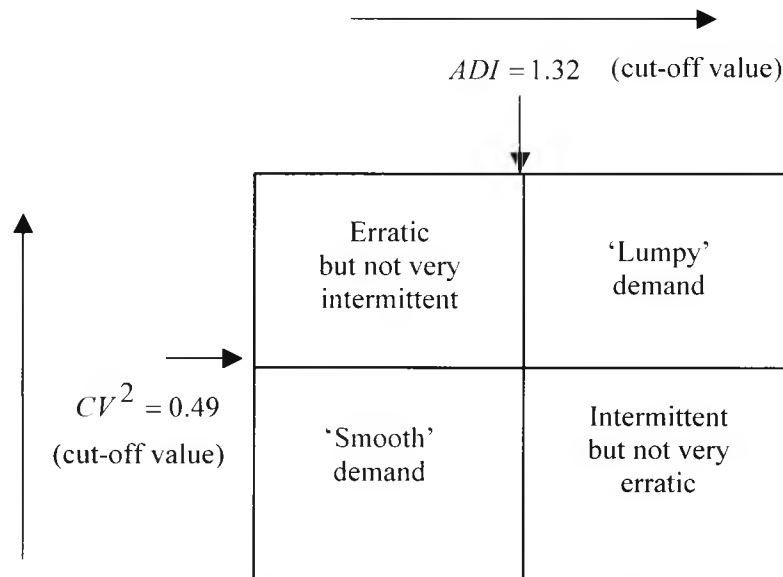 ADI = 1.32 (cut-off value)
Erratic
but not very
intermittent
‘Lumpy’
demand
CV² = 0.49
(cut-off value)
‘Smooth’
demand
Intermittent
but not very
erratic